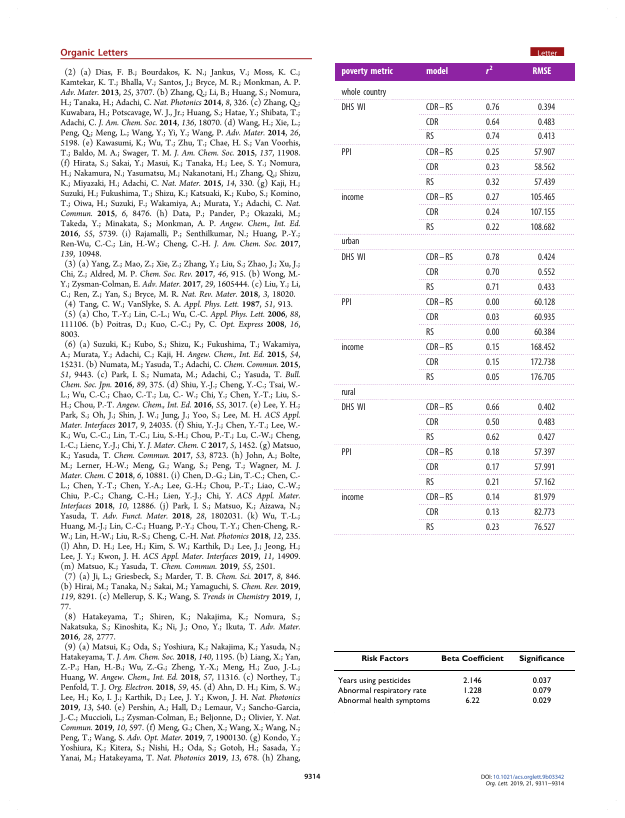 Organic Letters
Letter
(2) (a) Dias, F. B.; Bourdakos, K. N.; Jankus, V.; Moss, K. C.;
Kamtekar, K. T.; Bhalla, V.; Santos, J.; Bryce, M. R.; Monkman, A. P.
Adv. Mater. 2013, 25, 3707. (b) Zhang, Q.; Li, B.; Huang, S.; Nomura,
H.; Tanaka, H.; Adachi, C. Nat. Photonics 2014, 8, 326. (c) Zhang, Q.;
Kuwabara, H.; Potscavage, W. J., Jr.; Huang, S.; Hatae, Y.; Shibata, T.;
Adachi, C. J. Am. Chem. Soc. 2014, 136, 18070. (d) Wang, H.; Xie, L.;
Peng, Q.; Meng, L.; Wang, Y.; Yi, Y.; Wang, P. Adv. Mater. 2014, 26,
5198. (e) Kawasumi, K.; Wu, T.; Zhu, T.; Chae, H. S.; Van Voorhis,
T.; Baldo, M. A.; Swager, T. M. J. Am. Chem. Soc. 2015, 137, 11908.
(f) Hirata, S.; Sakai, Y.; Masui, K.; Tanaka, H.; Lee, S. Y.; Nomura,
H.; Nakamura, N.; Yasumatsu, M.; Nakanotani, H.; Zhang, Q.; Shizu,
K.; Miyazaki, H.; Adachi, C. Nat. Mater. 2015, 14, 330. (g) Kaji, H.;
Suzuki, H.; Fukushima, T.; Shizu, K.; Katsuaki, K.; Kubo, S.; Komino,
T.; Oiwa, H.; Suzuki, F.; Wakamiya, A.; Murata, Y.; Adachi, C. Nat.
Commun. 2015, 6, 8476. (h) Data, P.; Pander, P.; Okazaki, M.;
Takeda, Y.; Minakata, S.; Monkman, A. P. Angew. Chem., Int. Ed.
2016, 55, 5739. (i) Rajamalli, P.; Senthilkumar, N.; Huang, P.-Y.;
Ren-Wu, C.-C.; Lin, H.-W.; Cheng, C.-H. J. Am. Chem. Soc. 2017,
139, 10948.
(3) (a) Yang, Z.; Mao, Z.; Xie, Z.; Zhang, Y.; Liu, S.; Zhao, J.; Xu, J.;
Chi, Z.; Aldred, M. P. Chem. Soc. Rev. 2017, 46, 915. (b) Wong, M.-
Y.; Zysman-Colman, E. Adv. Mater. 2017, 29, 1605444. (c) Liu, Y.; Li,
C.; Ren, Z.; Yan, S.; Bryce, M. R. Nat. Rev. Mater. 2018, 3, 18020.
(4) Tang, C. W.; VanSlyke, S. A. Appl. Phys. Lett. 1987, 51, 913.
(5) (a) Cho, T.-Y.; Lin, C.-L.; Wu, C.-C. Appl. Phys. Lett. 2006, 88,
111106. (b) Poitras, D.; Kuo, C.-C.; Py, C. Opt. Express 2008, 16,
8003.
(6) (a) Suzuki, K.; Kubo, S.; Shizu, K.; Fukushima, T.; Wakamiya,
A.; Murata, Y.; Adachi, C.; Kaji, H. Angew. Chem., Int. Ed. 2015, 54,
15231. (b) Numata, M.; Yasuda, T.; Adachi, C. Chem. Commun. 2015,
51, 9443. (c) Park, I. S.; Numata, M.; Adachi, C.; Yasuda, T. Bull.
Chem. Soc. Jpn. 2016, 89, 375. (d) Shiu, Y.-J.; Cheng, Y.-C.; Tsai, W.-
L.; Wu, C.-C.; Chao, C.-T.; Lu, C.- W.; Chi, Y.; Chen, Y.-T.; Liu, S.-
H.; Chou, P.-T. Angew. Chem., Int. Ed. 2016, 55, 3017. (e) Lee, Y. H.;
Park, S.; Oh, J.; Shin, J. W.; Jung, J.; Yoo, S.; Lee, M. H. ACS Appl.
Mater. Interfaces 2017, 9, 24035. (f) Shiu, Y.-J.; Chen, Y.-T.; Lee, W.-
K.; Wu, C.-C.; Lin, T.-C.; Liu, S.-H.; Chou, P.-T.; Lu, C.-W.; Cheng,
I.-C.; Lienc, Y.-J.; Chi, Y. J. Mater. Chem. C 2017, 5, 1452. (g) Matsuo,
K.; Yasuda, T. Chem. Commun. 2017, 53, 8723. (h) John, A.; Bolte,
M.; Lerner, H.-W.; Meng, G.; Wang, S.; Peng, T.; Wagner, M. J.
Mater. Chem. C 2018, 6, 10881. (i) Chen, D.-G.; Lin, T.-C.; Chen, C.-
L.; Chen, Y.-T.; Chen, Y.-A.; Lee, G.-H.; Chou, P.-T.; Liao, C.-W.;
Chiu, P.-C.; Chang, C.-H.; Lien, Y.-J.; Chi, Y. ACS Appl. Mater.
Interfaces 2018, 10, 12886. (j) Park, I. S.; Matsuo, K.; Aizawa, N.;
Yasuda, T. Adv. Funct. Mater. 2018, 28, 1802031. (k) Wu, T.-L.;
Huang, M.-J.; Lin, C.-C.; Huang, P.-Y.; Chou, T.-Y.; Chen-Cheng, R.-
W.; Lin, H.-W.; Liu, R.-S.; Cheng, C.-H. Nat. Photonics 2018, 12, 235.
(l) Ahn, D. H.; Lee, H.; Kim, S. W.; Karthik, D.; Lee, J.; Jeong, H.;
Lee, J. Y.; Kwon, J. H. ACS Appl. Mater. Interfaces 2019, 11, 14909.
(m) Matsuo, K.; Yasuda, T. Chem. Commun. 2019, 55, 2501.
(7) (a) Ji, L.; Griesbeck, S.; Marder, T. B. Chem. Sci. 2017, 8, 846.
(b) Hirai, M.; Tanaka, N.; Sakai, M.; Yamaguchi, S. Chem. Rev. 2019,
119, 8291. (c) Mellerup, S. K.; Wang, S. Trends in Chemistry 2019, 1,
77.
(8) Hatakeyama, T.; Shiren, K.; Nakajima, K.; Nomura, S.;
Nakatsuka, S.; Kinoshita, K.; Ni, J.; Ono, Y.; Ikuta, T. Adv. Mater.
2016, 28, 2777.
(9) (a) Matsui, K.; Oda, S.; Yoshiura, K.; Nakajima, K.; Yasuda, N.;
Hatakeyama, T. J. Am. Chem. Soc. 2018, 140, 1195. (b) Liang, X.; Yan,
Z.-P.; Han, H.-B.; Wu, Z.-G.; Zheng, Y.-X.; Meng, H.; Zuo, J.-L.;
Huang, W. Angew. Chem., Int. Ed. 2018, 57, 11316. (c) Northey, T.;
Penfold, T. J. Org. Electron. 2018, 59, 45. (d) Ahn, D. H.; Kim, S. W.;
Lee, H.; Ko, I. J.; Karthik, D.; Lee, J. Y.; Kwon, J. H. Nat. Photonics
2019, 13, 540. (e) Pershin, A.; Hall, D.; Lemaur, V.; Sancho-Garcia,
J.-C.; Muccioli, L.; Zysman-Colman, E.; Beljonne, D.; Olivier, Y. Nat.
Commun. 2019, 10, 597. (f) Meng, G.; Chen, X.; Wang, X.; Wang, N.;
Peng, T.; Wang, S. Adv. Opt. Mater. 2019, 7, 1900130. (g) Kondo, Y.;
Yoshiura, K.; Kitera, S.; Nishi, H.; Oda, S.; Gotoh, H.; Sasada, Y.;
Yanai, M.; Hatakeyama, T. Nat. Photonics 2019, 13, 678. (h) Zhang,
poverty metric model r² RMSE
whole country
DHS WI CDR–RS 0.76 0.394
CDR 0.64 0.483
RS 0.74 0.413
PPI CDR–RS 0.25 57.907
CDR 0.23 58.562
RS 0.32 57.439
income CDR–RS 0.27 105.465
CDR 0.24 107.155
RS 0.22 108.682
urban
DHS WI CDR–RS 0.78 0.424
CDR 0.70 0.552
RS 0.71 0.433
PPI CDR–RS 0.00 60.128
CDR 0.03 60.935
RS 0.00 60.384
income CDR–RS 0.15 168.452
CDR 0.15 172.738
RS 0.05 176.705
rural
DHS WI CDR–RS 0.66 0.402
CDR 0.50 0.483
RS 0.62 0.427
PPI CDR–RS 0.18 57.397
CDR 0.17 57.991
RS 0.21 57.162
income CDR–RS 0.14 81.979
CDR 0.13 82.773
RS 0.23 76.527
Risk Factors Beta Coefficient Significance
Years using pesticides 2.146 0.037
Abnormal respiratory rate 1.228 0.079
Abnormal health symptoms 6.22 0.029
9314
DOI: 10.1021/acs.orglett.9b03342
Org. Lett. 2019, 21, 9311−9314